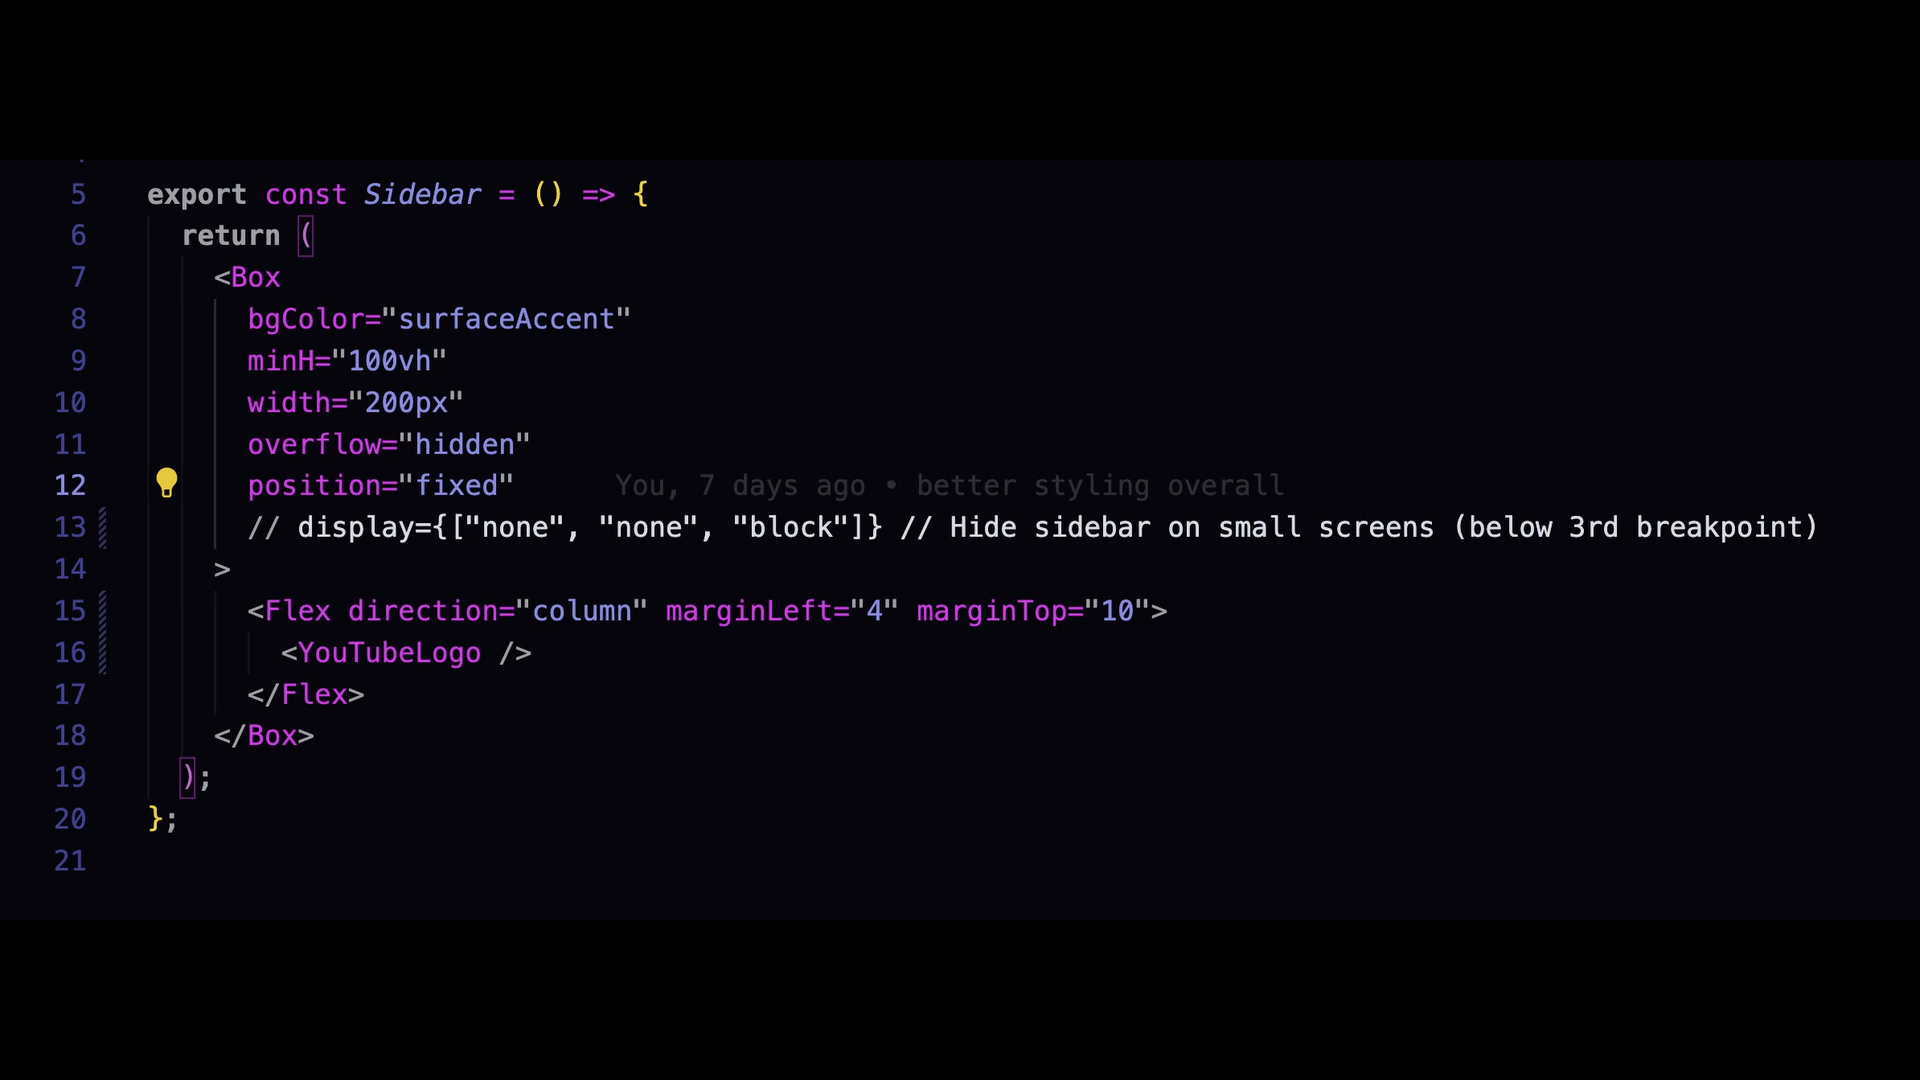 5 export const Sidebar = () => {
6 return (
7 <Box
8 bgColor="surfaceAccent"
9 minH="100vh"
10 width="200px"
11 overflow="hidden"
12 position="fixed" You, 7 days ago • better styling overall
13 // display={["none", "none", "block"]} // Hide sidebar on small screens (below 3rd breakpoint)
14 >
15 <Flex direction="column" marginLeft="4" marginTop="10">
16 <YouTubeLogo />
17 </Flex>
18 </Box>
19 );
20 };
21